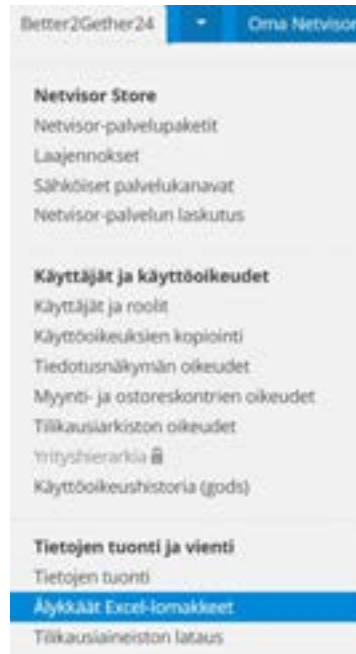 Better2Gether24
Oma Netvisor
Netvisor Store
Netvisor-palvelupaketit
Laajennokset
Sähköiset palvelukanavat
Netvisor-palvelun laskutus
Käyttäjät ja käyttöoikeudet
Käyttäjät ja roolit
Käyttöoikeuksien kopiointi
Tiedotusnäkymän oikeudet
Myynti- ja ostoreskontrien oikeudet
Tilikausiarkiston oikeudet
Yrityshierarkia
Käyttöoikeushistoria (gods)
Tietojen tuonti ja vienti
Tietojen tuonti
Älykkäät Excel-lomakkeet
Tilikausiaineiston lataus